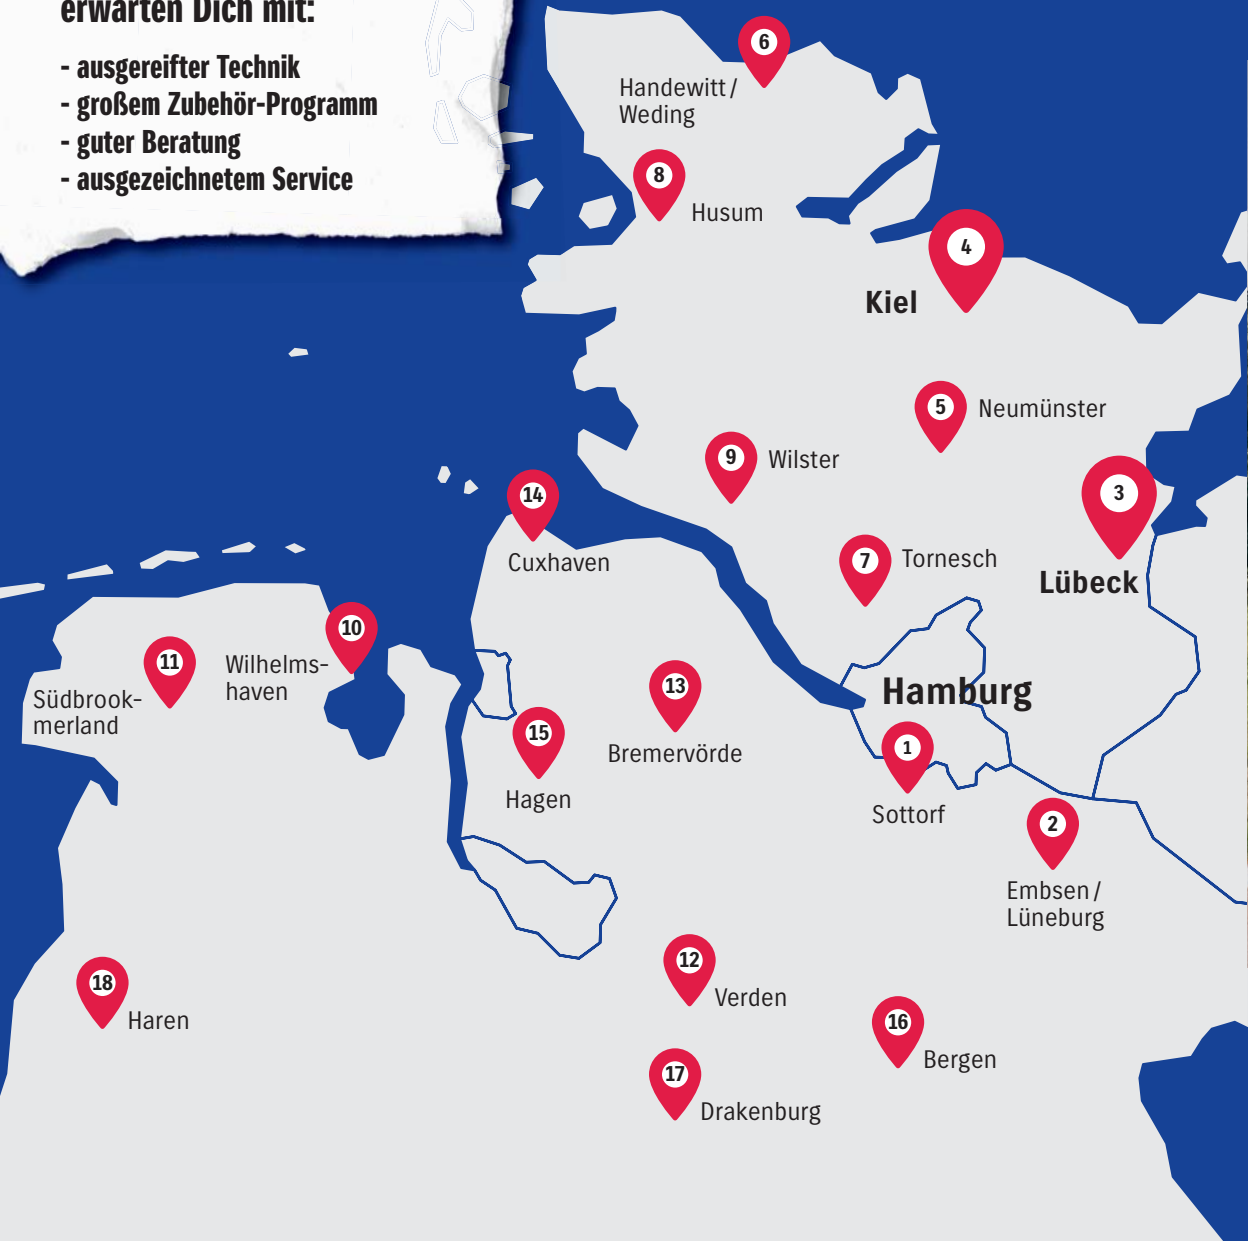 erwarten Dich mit:
- ausgereifter Technik
- großem Zubehör-Programm
- guter Beratung
- ausgezeichnetem Service
6
Handewitt /
Weding
8
Husum
4
Kiel
5
Neumünster
9
Wilster
3
Lübeck
14
Cuxhaven
7
Tornesch
10
Wilhelms-
haven
11
Südbrook-
merland
13
Bremervörde
Hamburg
15
Hagen
1
Sottorf
2
Embsen /
Lüneburg
12
Verden
18
Haren
16
Bergen
17
Drakenburg